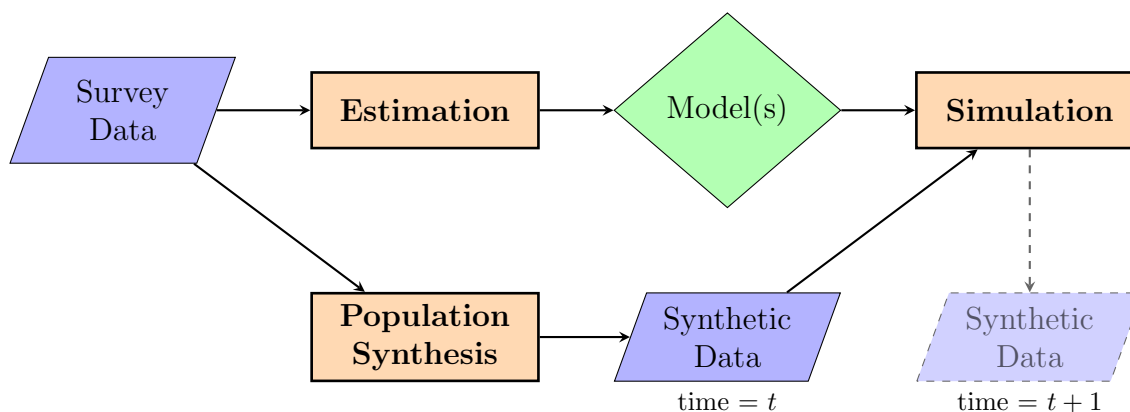 Survey
Data
Estimation
Model(s)
Simulation
Population
Synthesis
Synthetic
Data
time = t
Synthetic
Data
time = t + 1